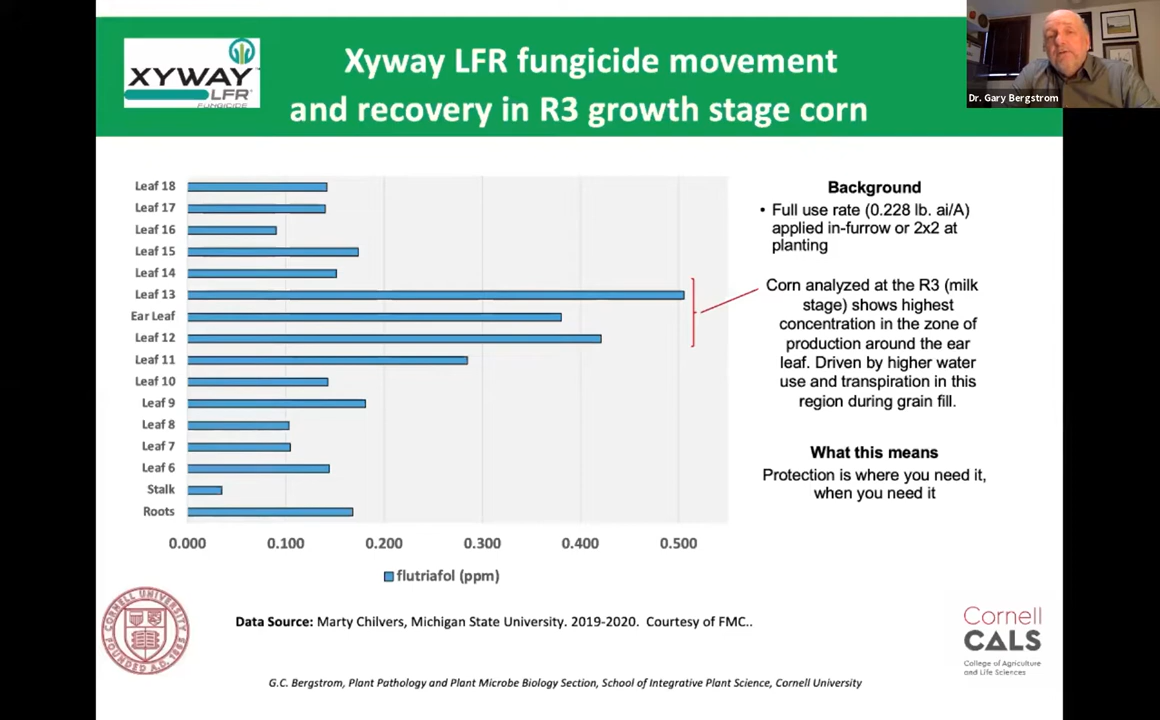 XYWAY
LFR
FUNGICIDE
Xyway LFR fungicide movement
and recovery in R3 growth stage corn
Dr. Gary Bergstrom
Leaf 18
Leaf 17
Leaf 16
Leaf 15
Leaf 14
Leaf 13
Ear Leaf
Leaf 12
Leaf 11
Leaf 10
Leaf 9
Leaf 8
Leaf 7
Leaf 6
Stalk
Roots
0.000 0.100 0.200 0.300 0.400 0.500
flutriafol (ppm)
Background
• Full use rate (0.228 lb. ai/A)
applied in-furrow or 2x2 at
planting
Corn analyzed at the R3 (milk
stage) shows highest
concentration in the zone of
production around the ear
leaf. Driven by higher water
use and transpiration in this
region during grain fill.
What this means
Protection is where you need it,
when you need it
CORNELL UNIVERSITY
FOUNDED A.D. 1865
Data Source: Marty Chilvers, Michigan State University. 2019-2020. Courtesy of FMC..
Cornell
CALS
College of Agriculture
and Life Sciences
G.C. Bergstrom, Plant Pathology and Plant Microbe Biology Section, School of Integrative Plant Science, Cornell University